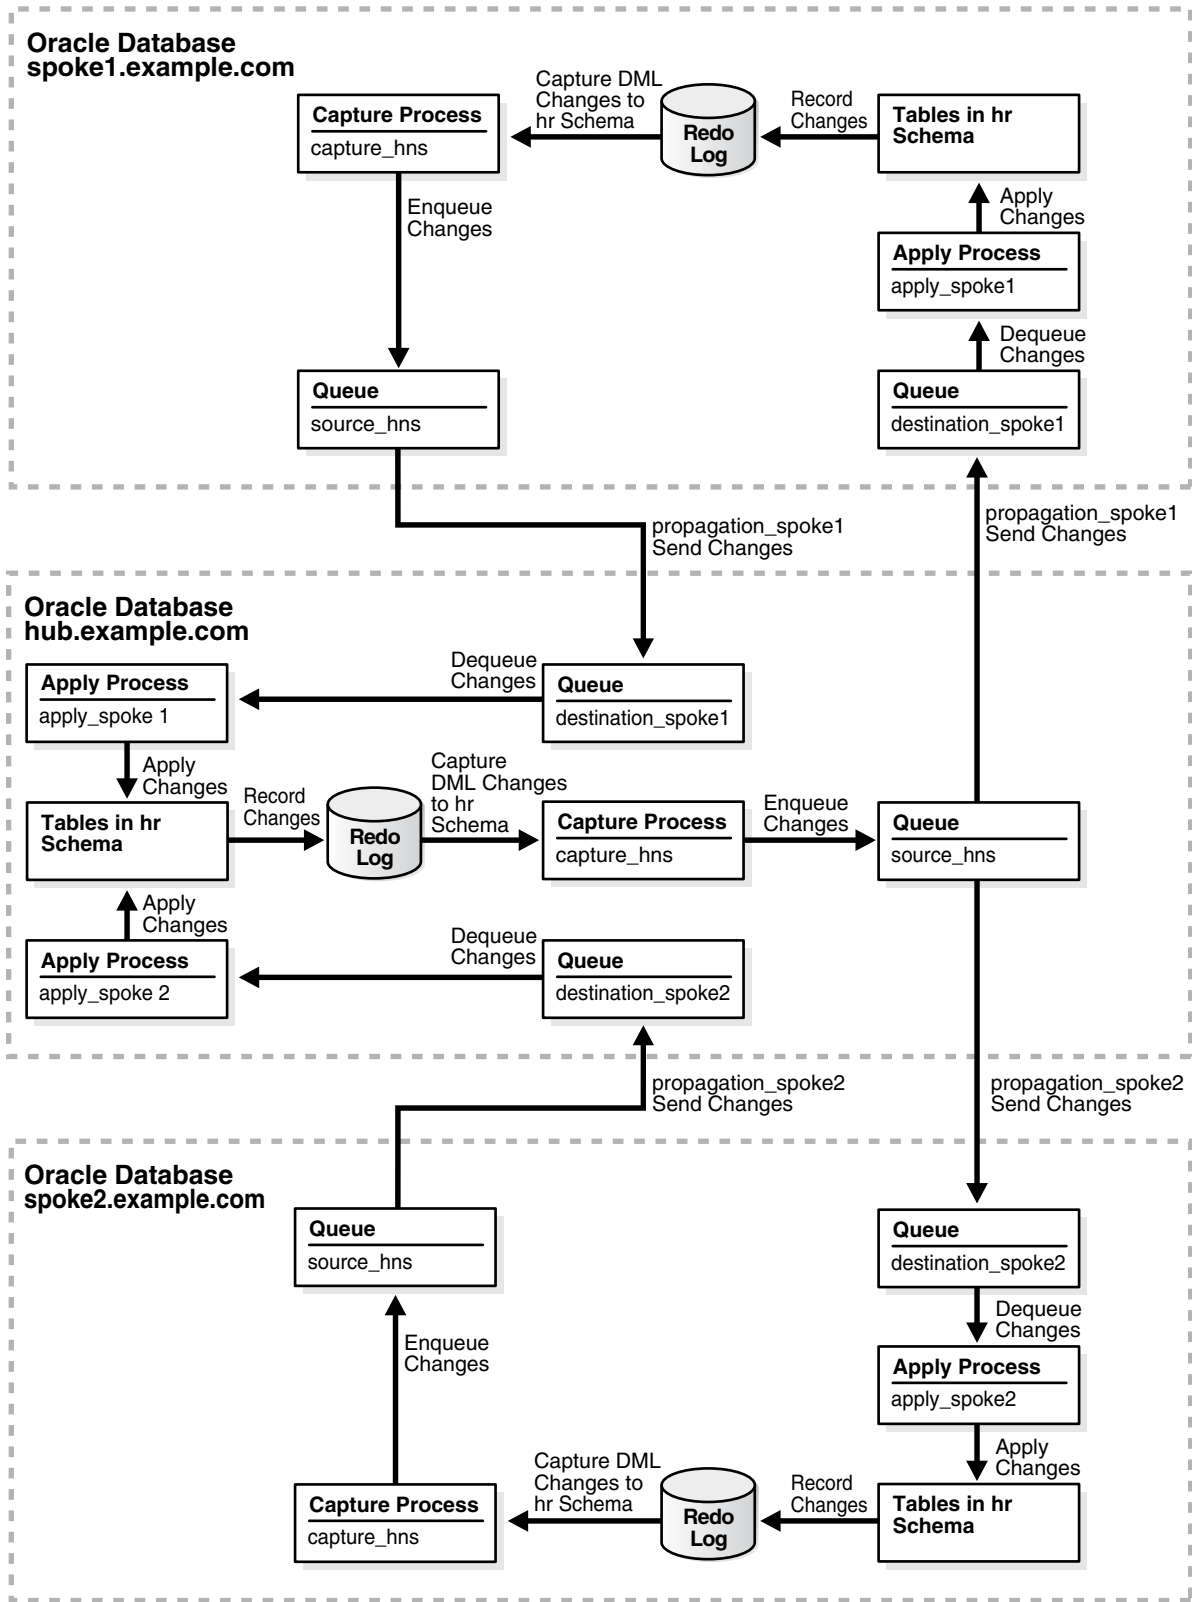 Oracle Database
spoke1.example.com
Capture Process
capture_hns
Capture DML
Changes to
hr Schema
Redo
Log
Record
Changes
Tables in hr
Schema
Enqueue
Changes
Apply
Changes
Apply Process
apply_spoke1
Dequeue
Changes
Queue
source_hns
Queue
destination_spoke1
propagation_spoke1
Send Changes
propagation_spoke1
Send Changes
Oracle Database
hub.example.com
Apply Process
apply_spoke 1
Dequeue
Changes
Queue
destination_spoke1
Apply
Changes
Tables in hr
Schema
Record
Changes
Redo
Log
Capture
DML Changes
to hr
Schema
Capture Process
capture_hns
Enqueue
Changes
Queue
source_hns
Apply
Changes
Apply Process
apply_spoke 2
Dequeue
Changes
Queue
destination_spoke2
propagation_spoke2
Send Changes
propagation_spoke2
Send Changes
Oracle Database
spoke2.example.com
Queue
source_hns
Queue
destination_spoke2
Enqueue
Changes
Dequeue
Changes
Apply Process
apply_spoke2
Apply
Changes
Capture Process
capture_hns
Capture DML
Changes to
hr Schema
Redo
Log
Record
Changes
Tables in hr
Schema